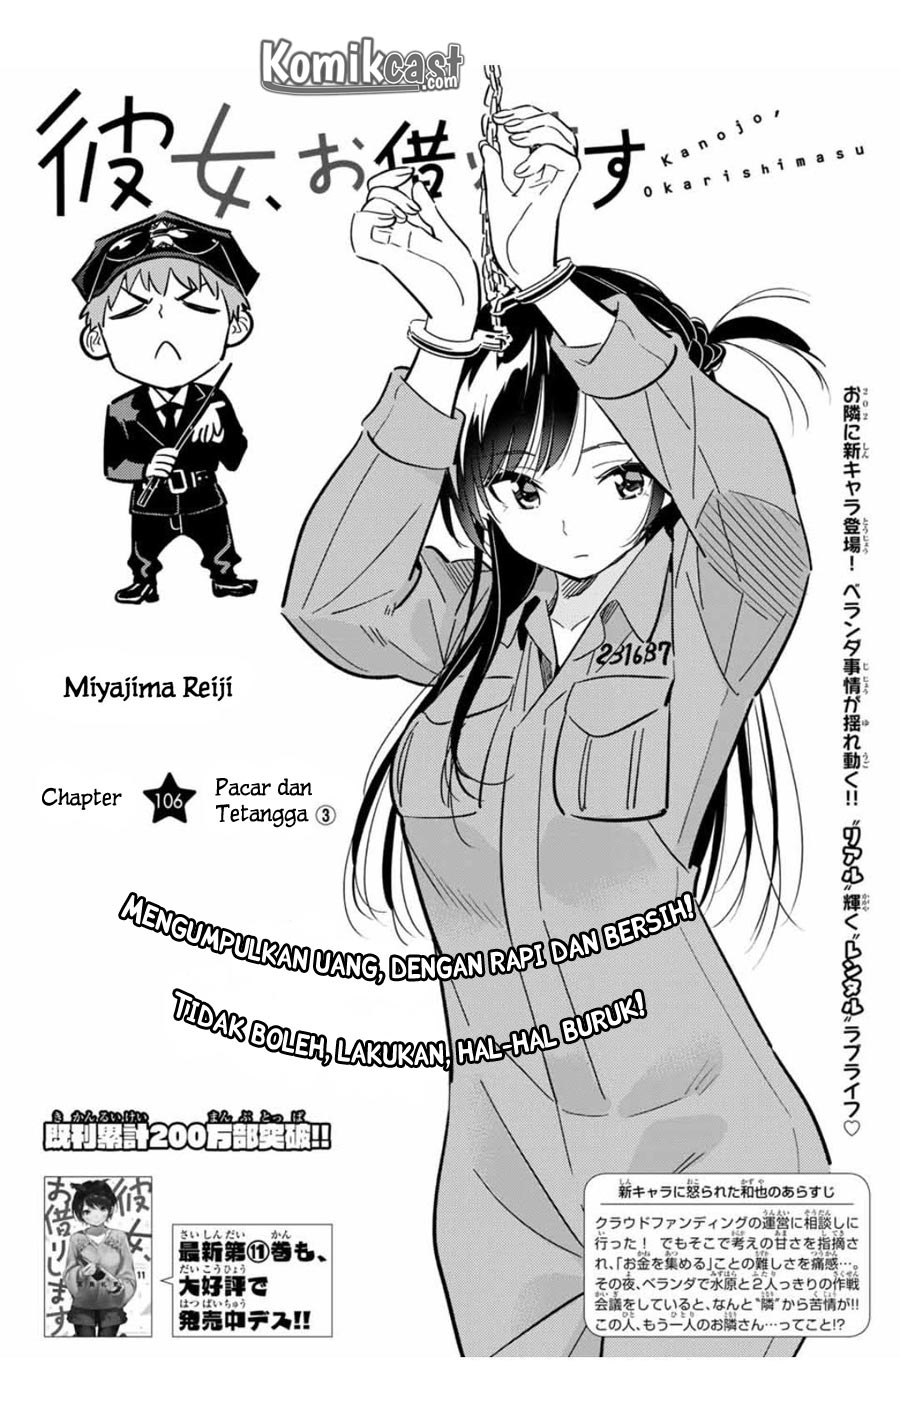 Komikcast
.com
彼女、お借りします
Kanojo,
Okarishimasu
お隣に新キャラ登場！ ベランダ事情が揺れ動く!! “リアル”輝く“レンタル”ラブライフ♡
231687
Miyajima Reiji
Chapter 106 Pacar dan
Tetangga ③
MENGUMPULKAN UANG, DENGAN RAPI DAN BERSIH!
TIDAK BOLEH, LAKUKAN, HAL-HAL BURUK!
既刊累計200万部突破!!
彼女、
お借りします
11
最新第⑪巻も、
大好評で
発売中デス!!
新キャラに怒られた和也のあらすじ
クラウドファンディングの運営に相談しに
行った！ でもそこで考えの甘さを指摘さ
れ、「お金を集める」ことの難しさを痛感…。
その夜、ベランダで水原と2人っきりの作戦
会議をしていると、なんと“隣”から苦情が!!
この人、もう一人のお隣さん…ってこと!?